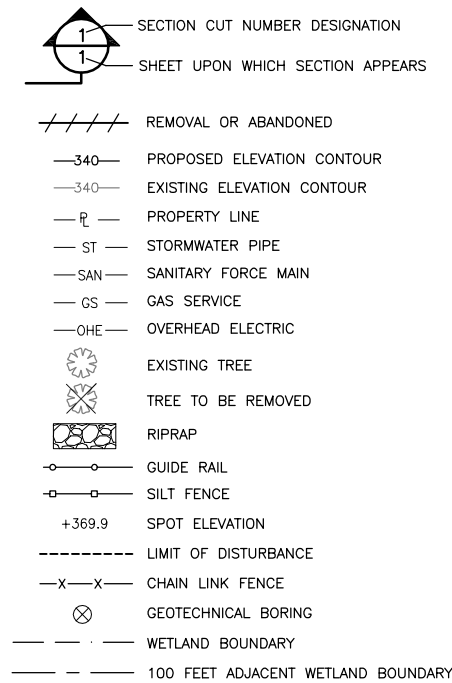 1 SECTION CUT NUMBER DESIGNATION
1 SHEET UPON WHICH SECTION APPEARS
REMOVAL OR ABANDONED
340 PROPOSED ELEVATION CONTOUR
340 EXISTING ELEVATION CONTOUR
PL PROPERTY LINE
ST STORMWATER PIPE
SAN SANITARY FORCE MAIN
GS GAS SERVICE
OHE OVERHEAD ELECTRIC
EXISTING TREE
TREE TO BE REMOVED
RIPRAP
GUIDE RAIL
SILT FENCE
+369.9 SPOT ELEVATION
LIMIT OF DISTURBANCE
X X CHAIN LINK FENCE
GEOTECHNICAL BORING
WETLAND BOUNDARY
100 FEET ADJACENT WETLAND BOUNDARY